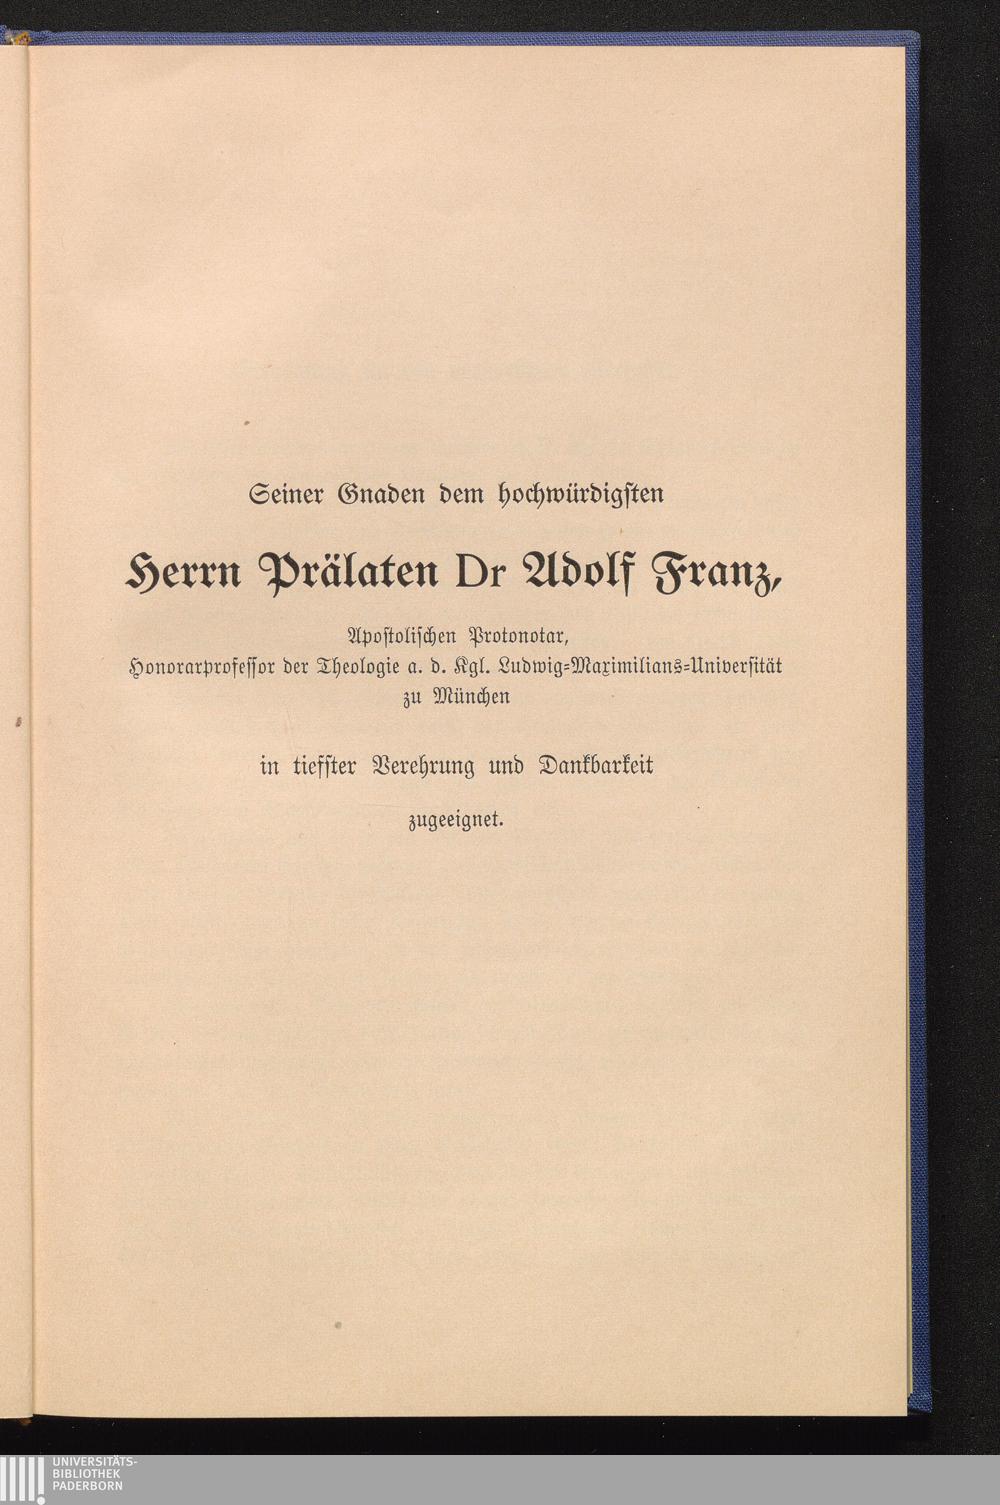 Seiner Gnaden dem hochwürdigsten
Herrn Prälaten Dr Adolf Franz,
Apostolischen Protonotar,
Honorarprofessor der Theologie a. d. Kgl. Ludwig-Maximilians-Universität
zu München
in tiefster Verehrung und Dankbarkeit
zugeeignet.
UNIVERSITÄTS-
BIBLIOTHEK
PADERBORN